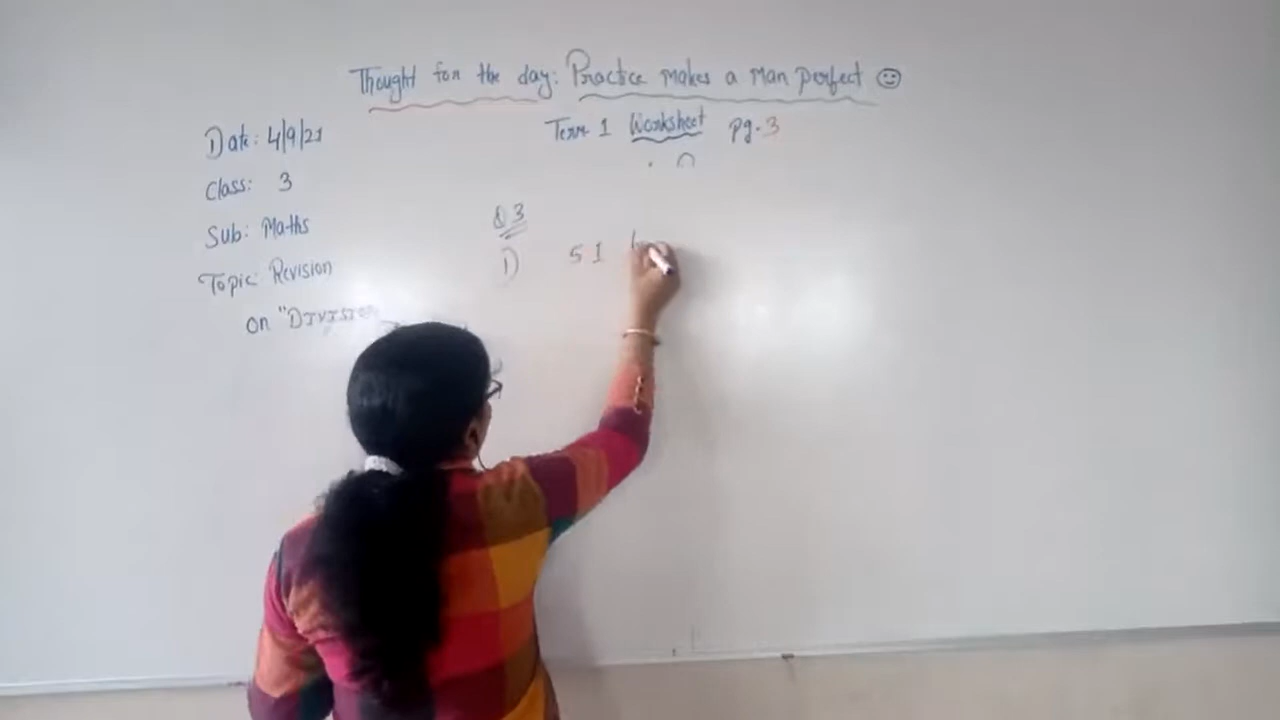 Thought for the day: Practice makes a Man perfect ☺
Term 1 Worksheet pg. 3
Date: 4/9/21
Class: 3
Sub: Maths
Topic: Revision
on "DIVISION
Q3
1) 51